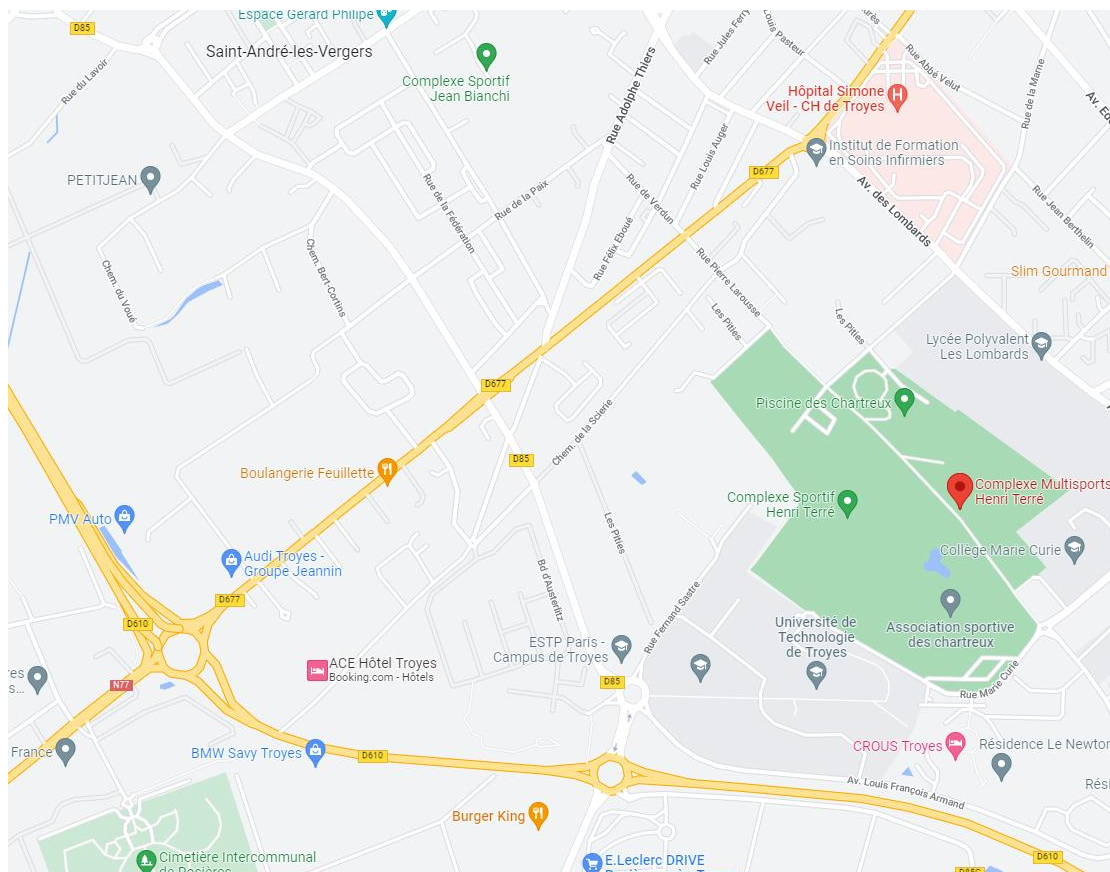 Espace Gérard Philipe
D85
Saint-André-les-Vergers
Complexe Sportif
Jean Bianchi
Rue du Lavoir
Rue Adolphe Thiers
Rue Jules Ferry
Louis Pasteur
Rue Abbé Velut
Rue de la Marne
Hôpital Simone
Veil - CH de Troyes
Institut de Formation
en Soins Infirmiers
PETITJEAN
Rue de la Fédération
Rue de la Paix
Rue Louis Auger
Rue de Verdun
D677
Av. des Lombards
Rue Jean Berthelin
Chem. du Voué
Chem. Bert-Cortins
Rue Félix Eboué
Rue Pierre Larousse
Slim Gourmand
Les Pities
Les Pities
Lycée Polyvalent
Les Lombards
D677
Piscine des Chartreux
Chem. de la Scierie
D85
Boulangerie Feuillette
Complexe Multisports
Henri Terré
Complexe Sportif
Henri Terré
PMV Auto
Les Pities
Collège Marie Curie
Audi Troyes -
Groupe Jeannin
D677
Bd d'Austerlitz
Rue Fernand Sastre
D610
Association sportive
des chartreux
Université de
Technologie
de Troyes
ESTP Paris -
Campus de Troyes
ACE Hôtel Troyes
Booking.com - Hôtels
N77
D85
Rue Marie Curie
France
BMW Savy Troyes
D610
CROUS Troyes
Résidence Le Newton
Av. Louis François Armand
Burger King
Cimetière Intercommunal
de Rosières
E.Leclerc DRIVE
D610